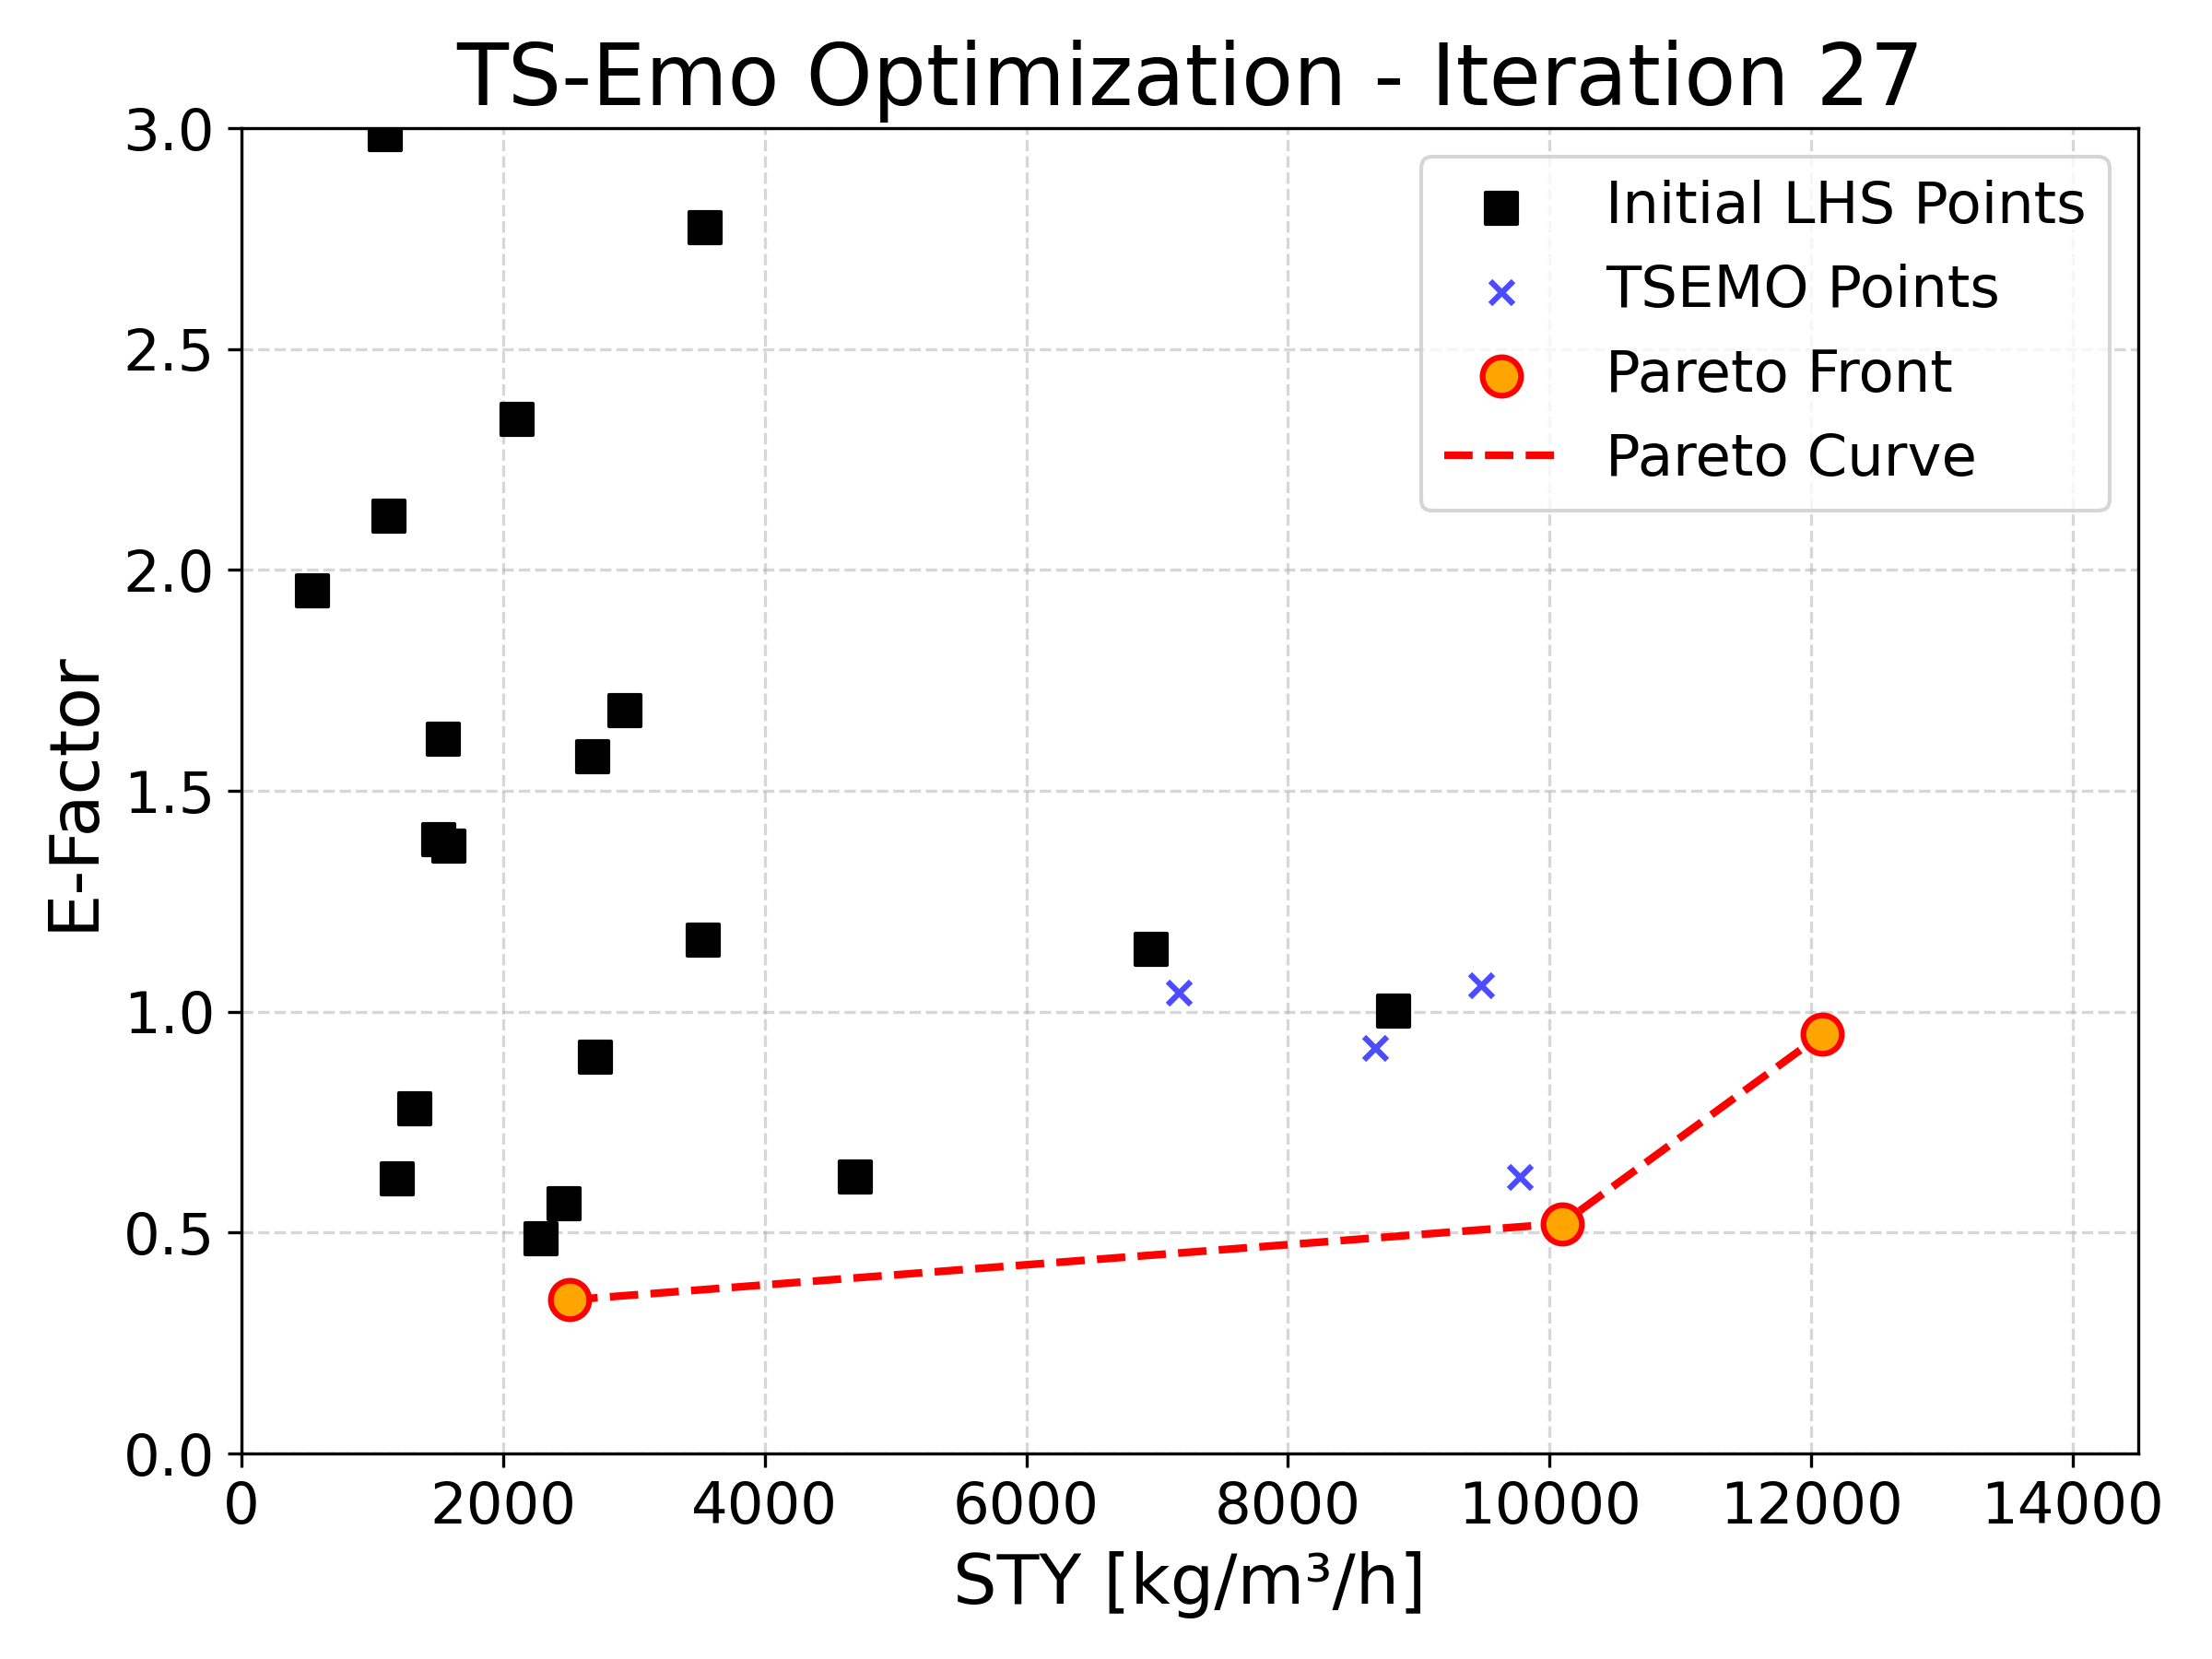 TS-Emo Optimization - Iteration 27
3.0
2.5
2.0
1.5
1.0
0.5
0.0
E-Factor
Initial LHS Points
TSEMO Points
Pareto Front
Pareto Curve
0 2000 4000 6000 8000 10000 12000 14000
STY [kg/m³/h]